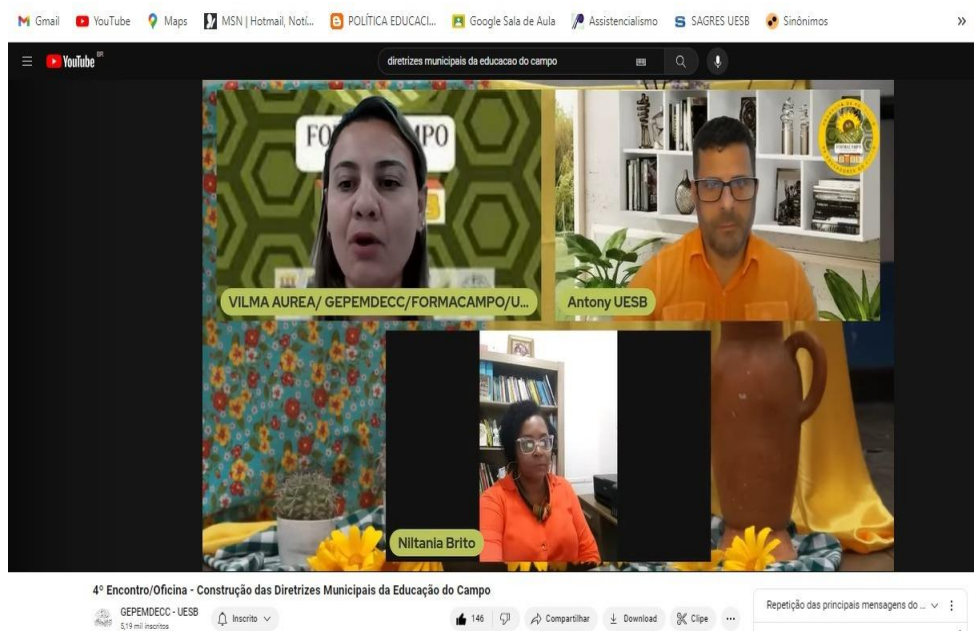 Gmail YouTube Maps MSN | Hotmail, Notí... POLÍTICA EDUCACI... Google Sala de Aula Assistencialismo SAGRES UESB Sinônimos »
YouTube BR diretrizes municipais da educacao do campo
FO MPO
VILMA AUREA/ GEPEMDECC/FORMACAMPO/U... Antony UESB
Niltania Brito
4º Encontro/Oficina - Construção das Diretrizes Municipais da Educação do Campo
GEPEMDECC - UESB
5,19 mil inscritos
Inscrito 146 Compartilhar Download Clipe ...
Repetição das principais mensagens do ...